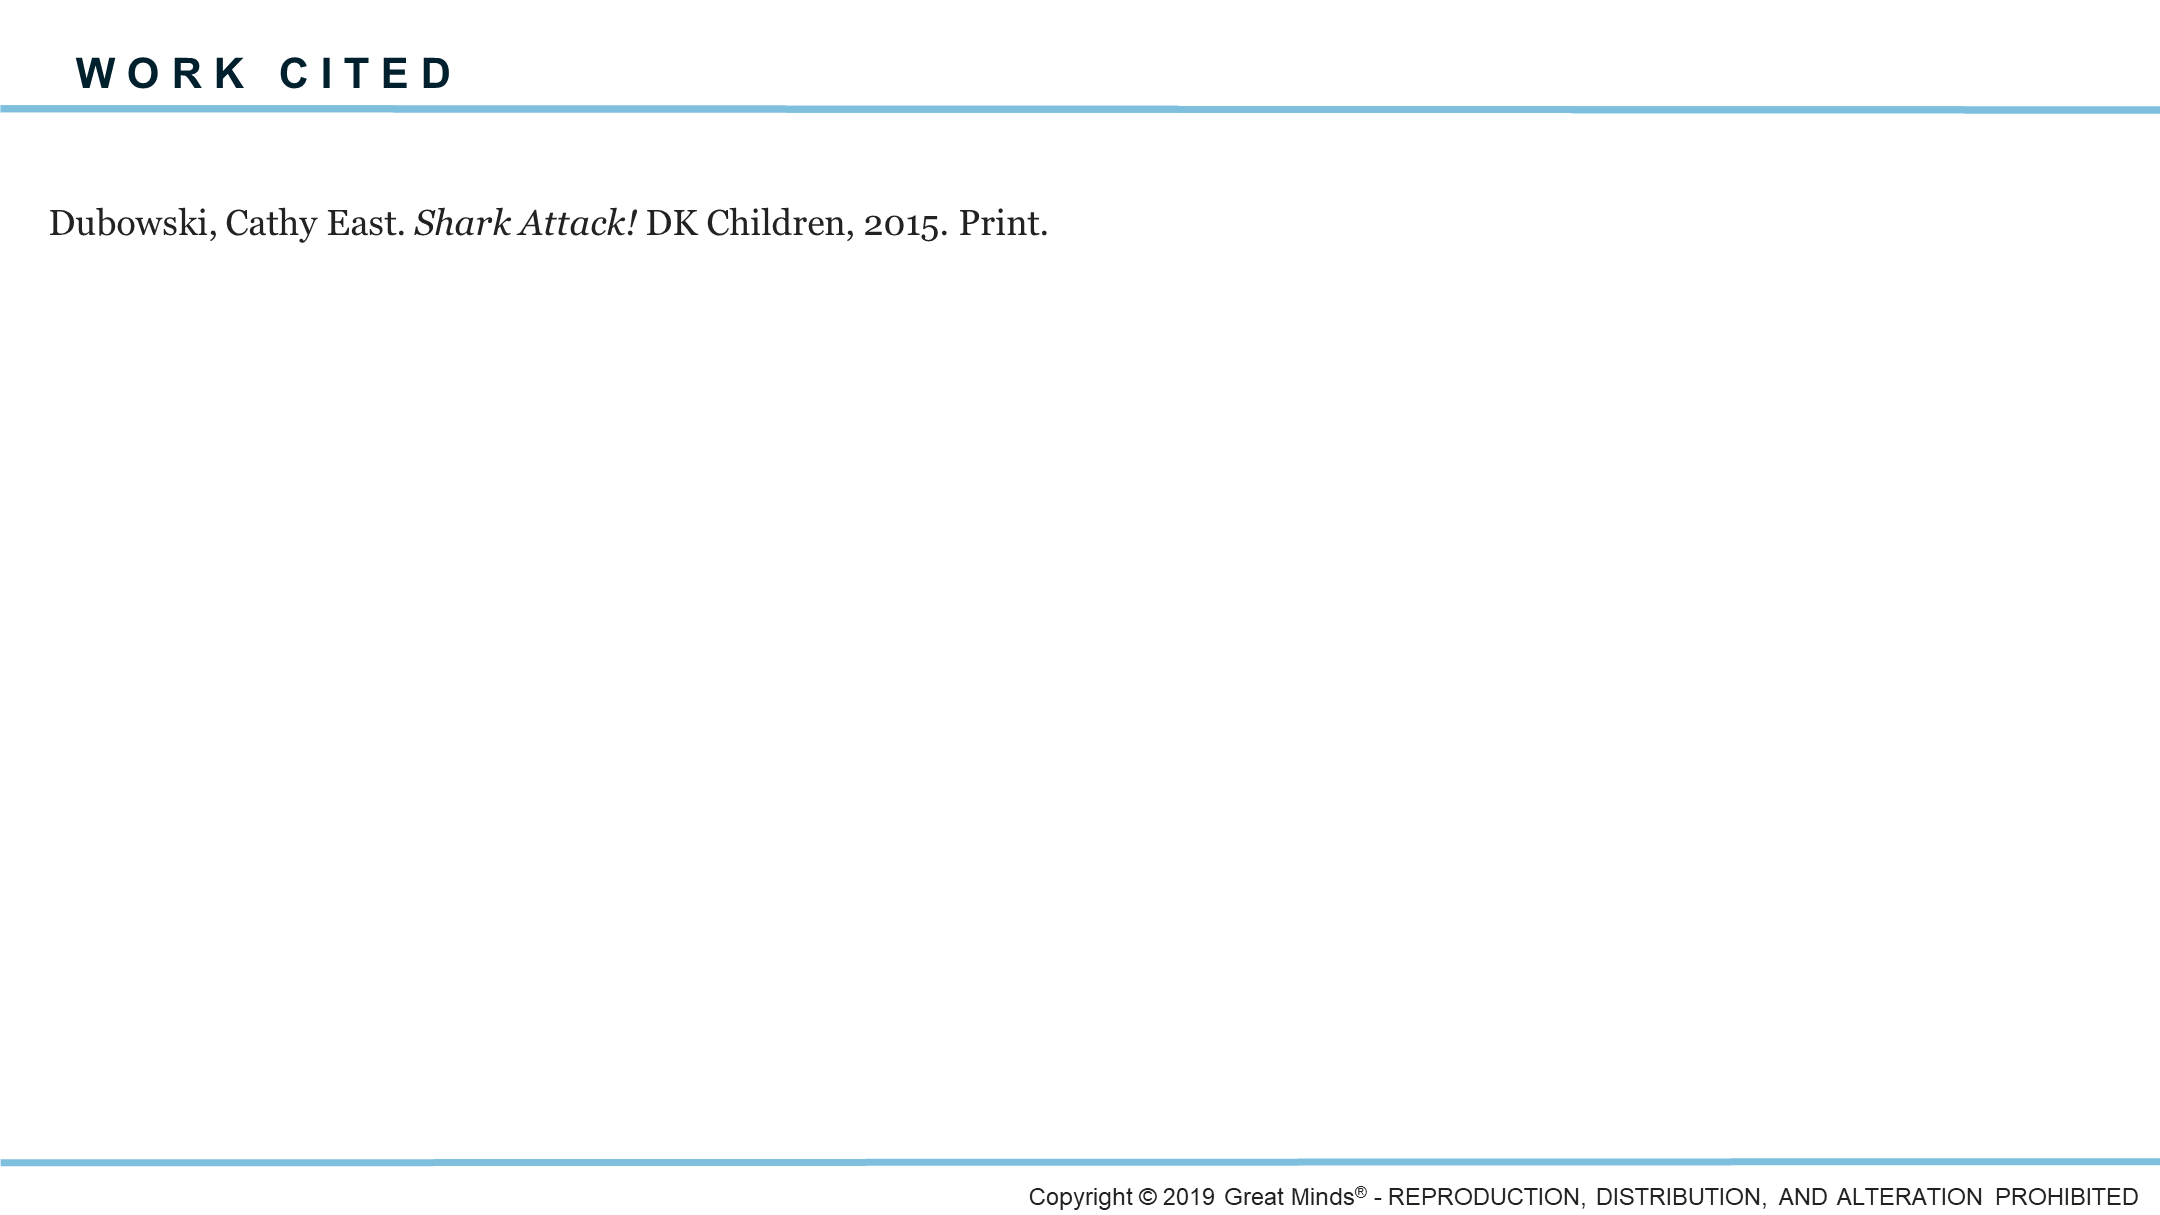 WORK CITED
Dubowski, Cathy East. Shark Attack! DK Children, 2015. Print.
Copyright © 2019 Great Minds® - REPRODUCTION, DISTRIBUTION, AND ALTERATION PROHIBITED